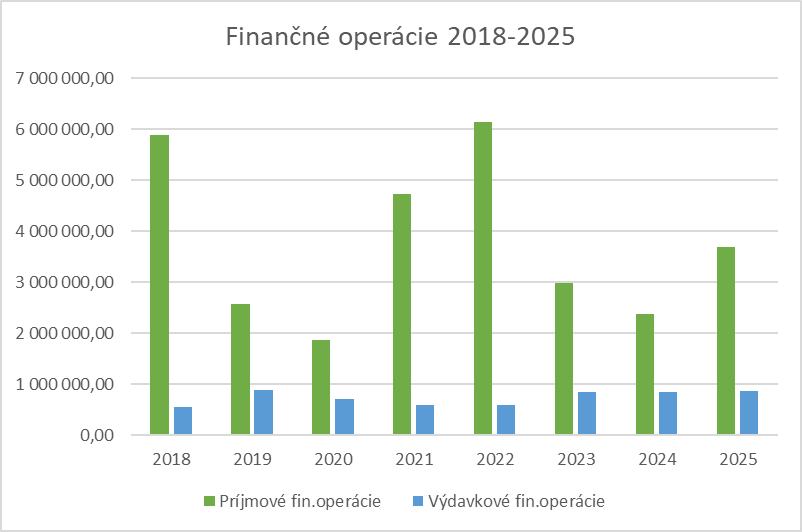 Finančné operácie 2018-2025
7 000 000,00
6 000 000,00
5 000 000,00
4 000 000,00
3 000 000,00
2 000 000,00
1 000 000,00
0,00
2018 2019 2020 2021 2022 2023 2024 2025
Príjmové fin.operácie Výdavkové fin.operácie